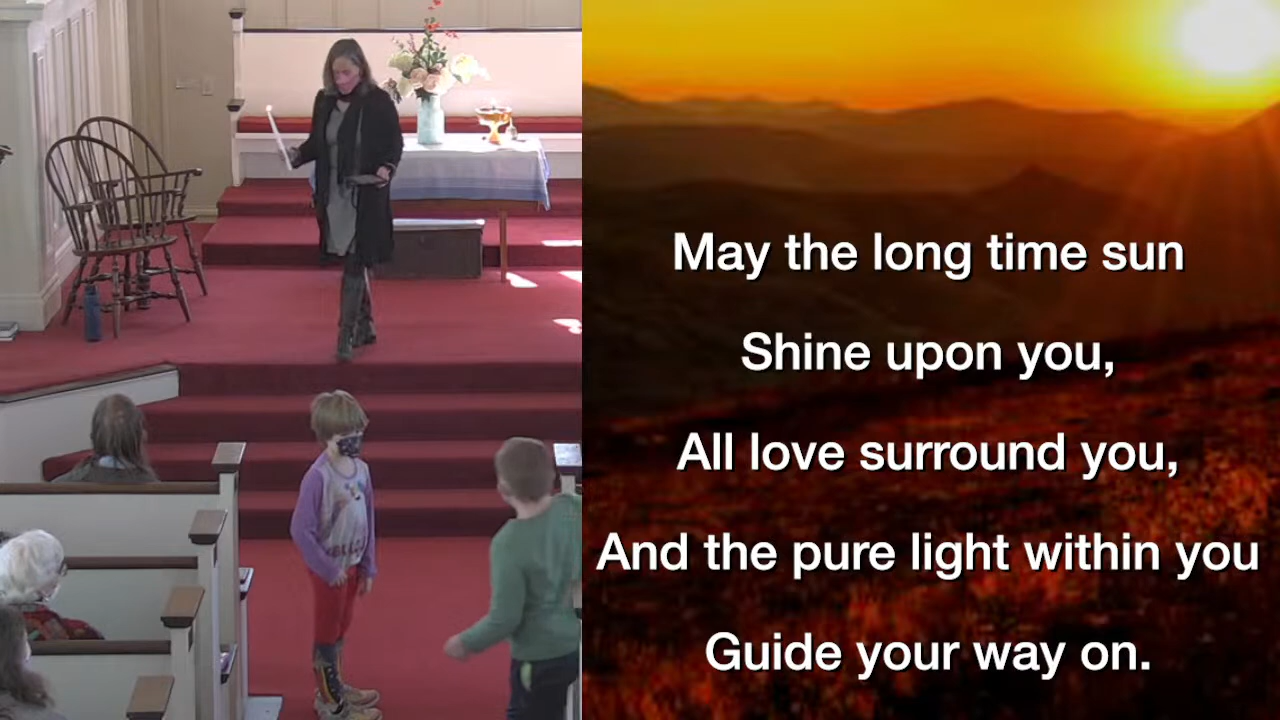 May the long time sun
Shine upon you,
All love surround you,
And the pure light within you
Guide your way on.